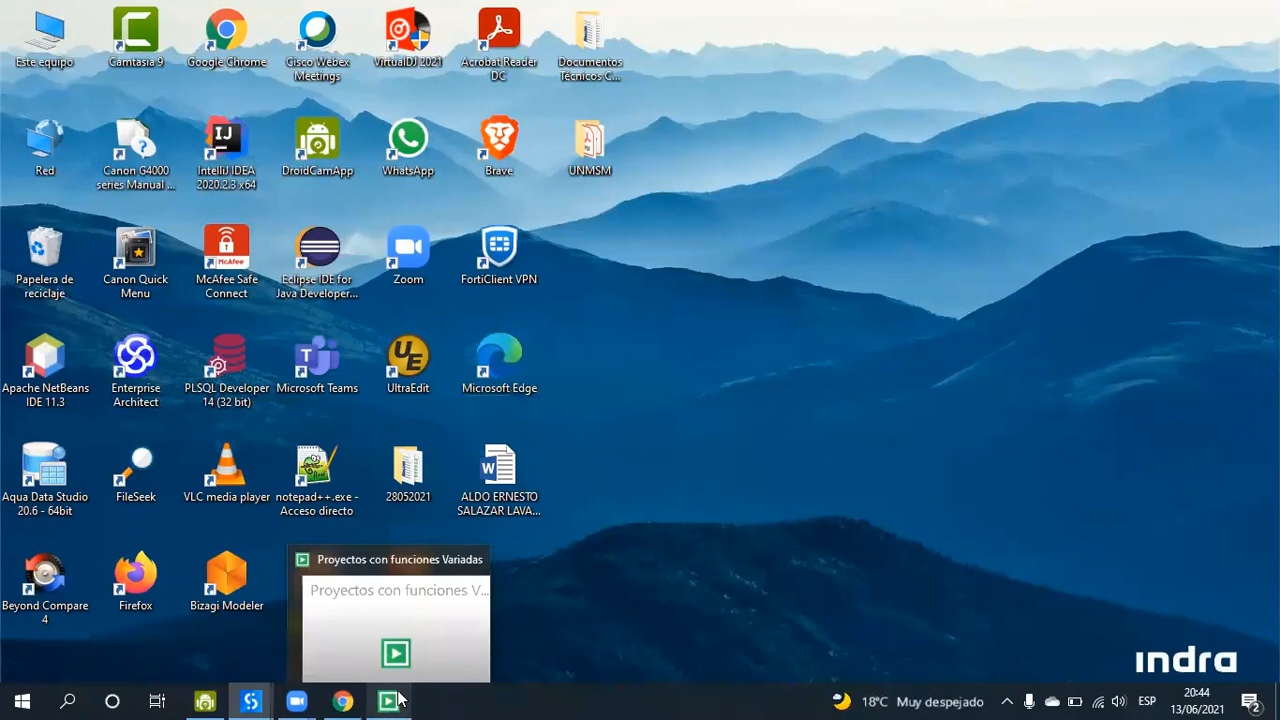 Este equipo
Camtasia 9
Google Chrome
Cisco Webex
Meetings
VirtualDJ 2021
Acrobat Reader
DC
Documentos
Técnicos C...
Red
Canon G4000
series Manual ...
IntelliJ IDEA
2020.2.3 x64
DroidCamApp
WhatsApp
Brave
UNMSM
Papelera de
reciclaje
Canon Quick
Menu
McAfee Safe
Connect
Eclipse IDE for
Java Developer...
Zoom
FortiClient VPN
Apache NetBeans
IDE 11.3
Enterprise
Architect
PLSQL Developer
14 (32 bit)
Microsoft Teams
UltraEdit
Microsoft Edge
Aqua Data Studio
20.6 - 64bit
FileSeek
VLC media player
notepad++.exe -
Acceso directo
28052021
ALDO ERNESTO
SALAZAR LAVA...
Beyond Compare
4
Firefox
Bizagi Modeler
Proyectos con funciones Variadas
Proyectos con funciones V...
indra
18°C Muy despejado
ESP
20:44
13/06/2021
2